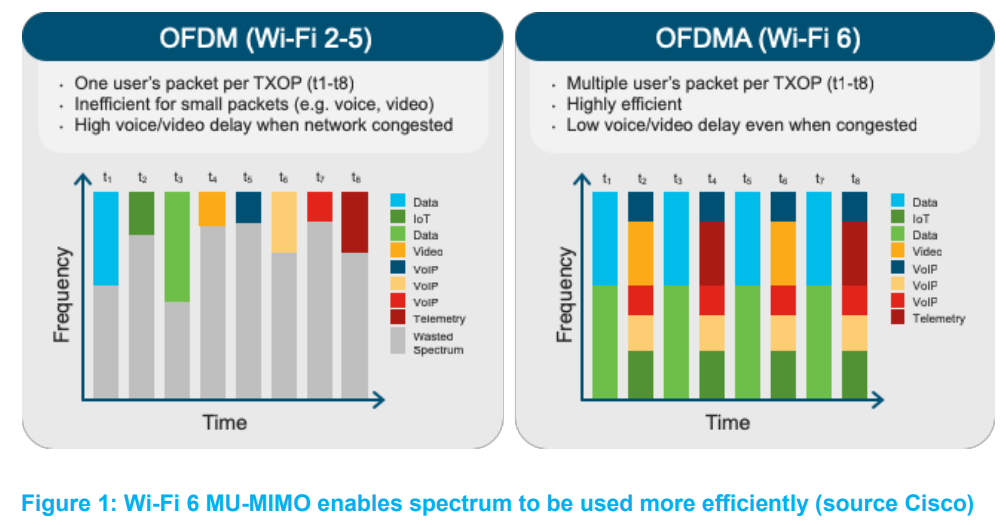 OFDM (Wi-Fi 2-5)
· One user's packet per TXOP (t1-t8)
· Inefficient for small packets (e.g. voice, video)
· High voice/video delay when network congested
t1 t2 t3 t4 t5 t6 t7 t8
Frequency
Time
Data
IoT
Data
Video
VoIP
VoIP
VoIP
Telemetry
Wasted
Spectrum
OFDMA (Wi-Fi 6)
· Multiple user's packet per TXOP (t1-t8)
· Highly efficient
· Low voice/video delay even when congested
t1 t2 t3 t4 t5 t6 t7 t8
Frequency
Time
Data
IoT
Data
Video
VoIP
VoIP
VoIP
Telemetry
Figure 1: Wi-Fi 6 MU-MIMO enables spectrum to be used more efficiently (source Cisco)